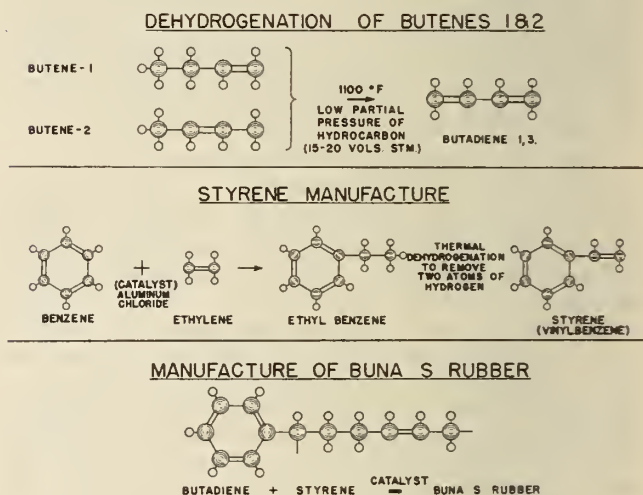 DEHYDROGENATION OF BUTENES 1&2
BUTENE-1
BUTENE-2
1100 °F
LOW PARTIAL
PRESSURE OF
HYDROCARBON
(15-20 VOLS. STM.)
BUTADIENE 1,3.
STYRENE MANUFACTURE
BENZENE
+
(CATALYST)
ALUMINUM
CHLORIDE
ETHYLENE
ETHYL BENZENE
THERMAL
DEHYDROGENATION
TO REMOVE
TWO ATOMS OF
HYDROGEN
STYRENE
(VINYLBENZENE)
MANUFACTURE OF BUNA S RUBBER
BUTADIENE + STYRENE CATALYST = BUNA S RUBBER